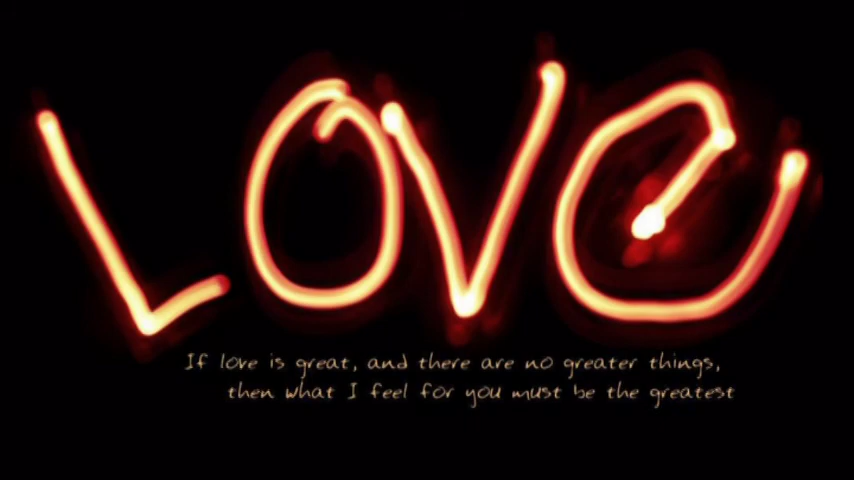 LOVe
If love is great, and there are no greater things,
then what I feel for you must be the greatest